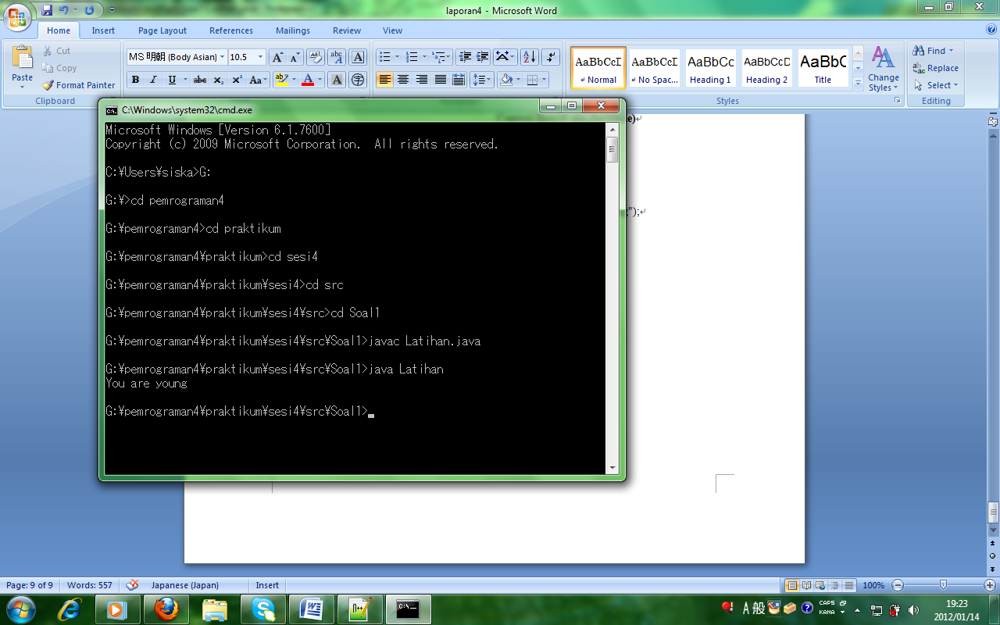 laporan4 - Microsoft Word
Home Insert Page Layout References Mailings Review View
Paste
Cut
Copy
Format Painter
Clipboard
MS 明朝 (Body Asian) 10.5
AaBbCcD AaBbCcD AaBbCc AaBbCcD AaBbC
Normal No Spac... Heading 1 Heading 2 Title
Change Styles
Styles
Find
Replace
Select
Editing
C:\Windows\system32\cmd.exe
Microsoft Windows [Version 6.1.7600]
Copyright (c) 2009 Microsoft Corporation.  All rights reserved.
C:¥Users¥siska>G:
G:¥>cd pemrograman4
G:¥pemrograman4>cd praktikum
G:¥pemrograman4¥praktikum>cd sesi4
G:¥pemrograman4¥praktikum¥sesi4>cd src
G:¥pemrograman4¥praktikum¥sesi4¥src>cd Soal1
G:¥pemrograman4¥praktikum¥sesi4¥src¥Soal1>javac Latihan.java
G:¥pemrograman4¥praktikum¥sesi4¥src¥Soal1>java Latihan
You are young
G:¥pemrograman4¥praktikum¥sesi4¥src¥Soal1>
");
Page: 9 of 9 Words: 557 Japanese (Japan) Insert 100%
A 般 CAPS KANA
19:23
2012/01/14